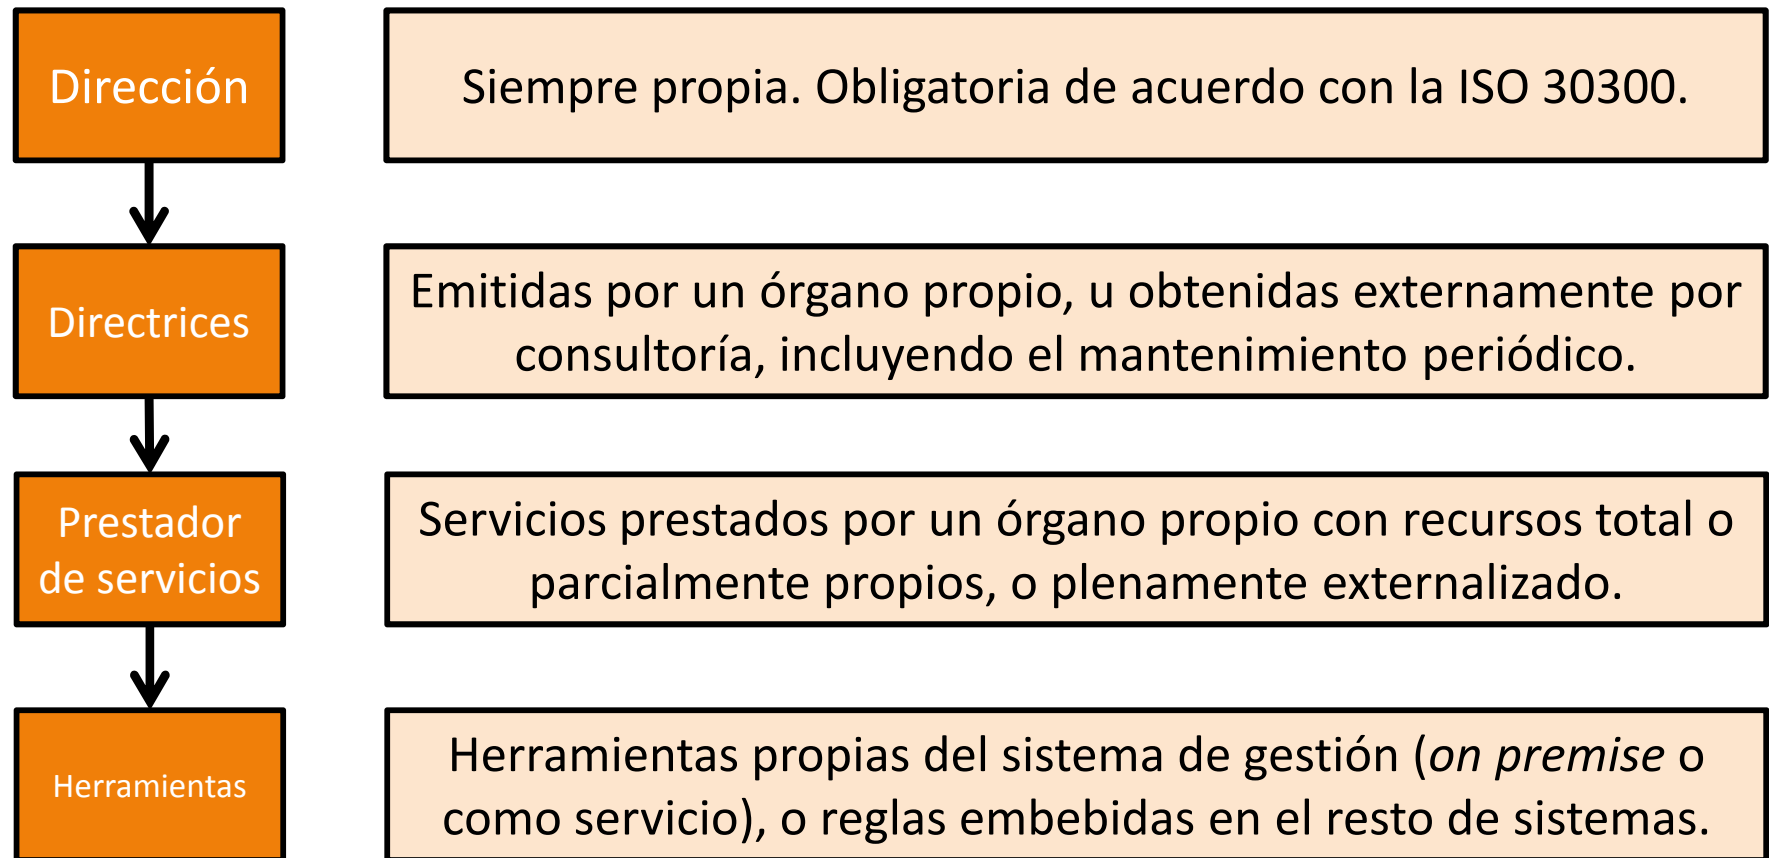 Dirección
Siempre propia. Obligatoria de acuerdo con la ISO 30300.
Directrices
Emitidas por un órgano propio, u obtenidas externamente por
consultoría, incluyendo el mantenimiento periódico.
Prestador
de servicios
Servicios prestados por un órgano propio con recursos total o
parcialmente propios, o plenamente externalizado.
Herramientas
Herramientas propias del sistema de gestión (on premise o
como servicio), o reglas embebidas en el resto de sistemas.